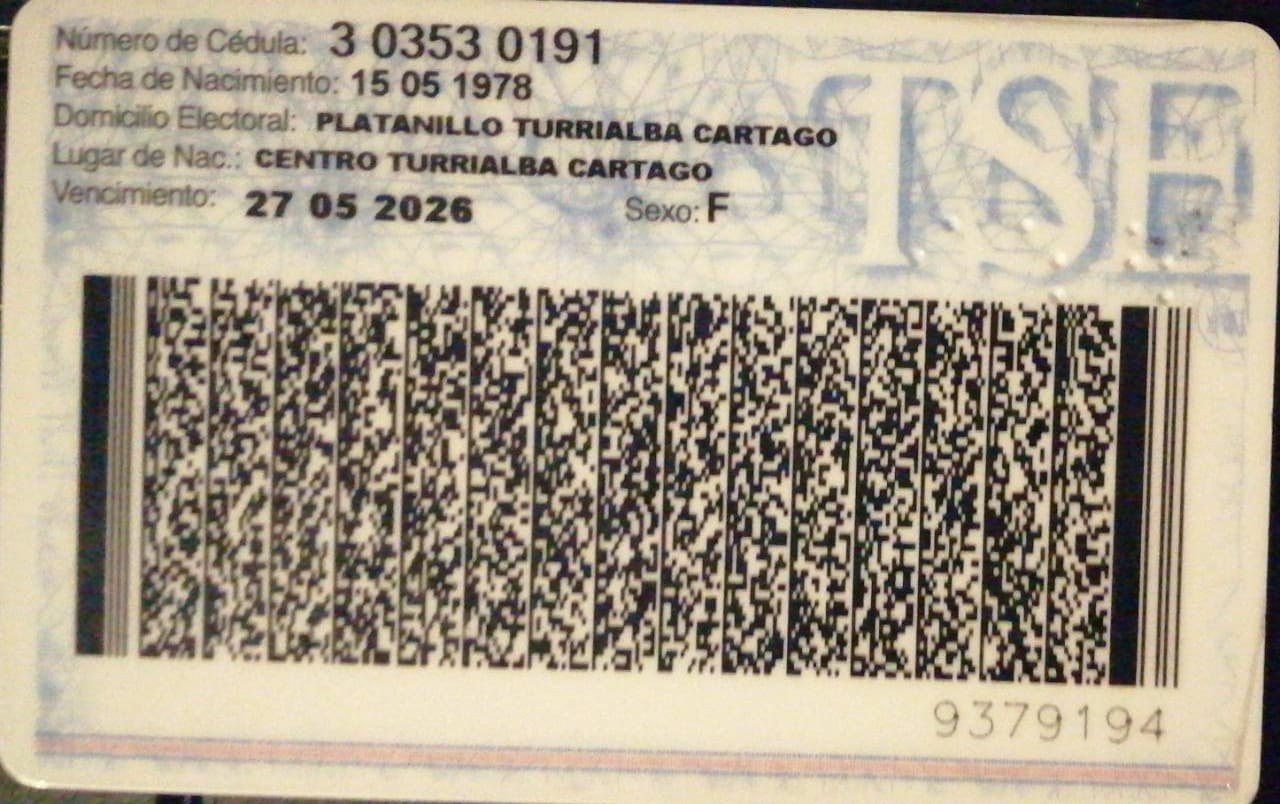 Número de Cédula: 3 0353 0191
Fecha de Nacimiento: 15 05 1978
Domicilio Electoral: PLATANILLO TURRIALBA CARTAGO
Lugar de Nac.: CENTRO TURRIALBA CARTAGO
Vencimiento: 27 05 2026 Sexo: F
TSE
9379194